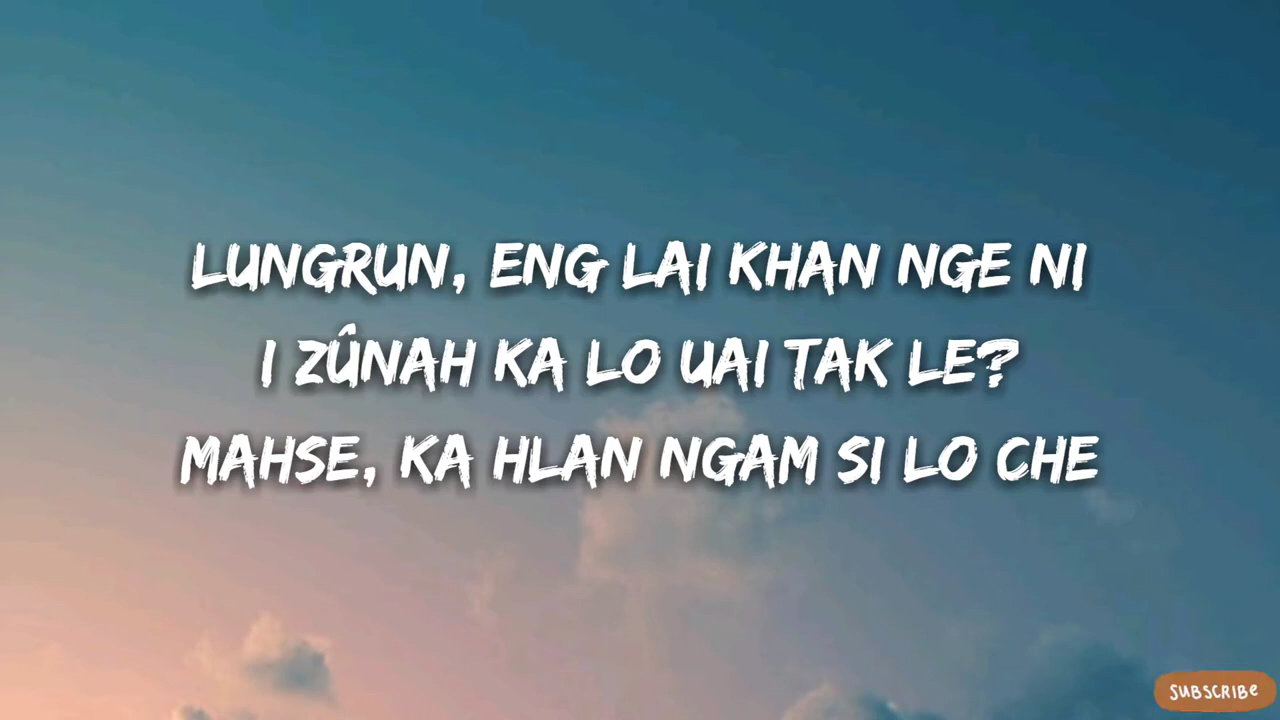 LUNGRUN, ENG LAI KHAN NGE NI
I ZÛNAH KA LO UAI TAK LE?
MAHSE, KA HLAN NGAM SI LO CHE
SUBSCRIBE